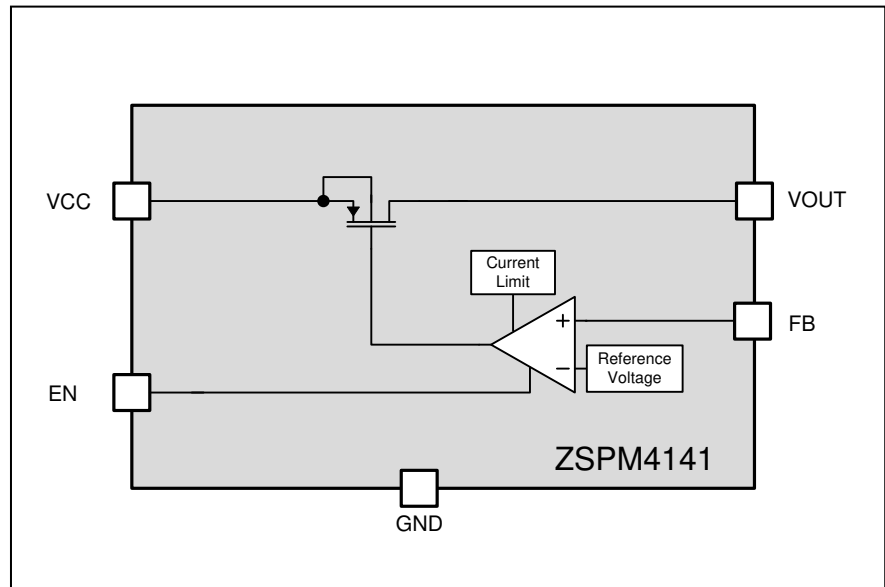 VCC
VOUT
Current
Limit
+
FB
−
Reference
Voltage
EN
ZSPM4141
GND